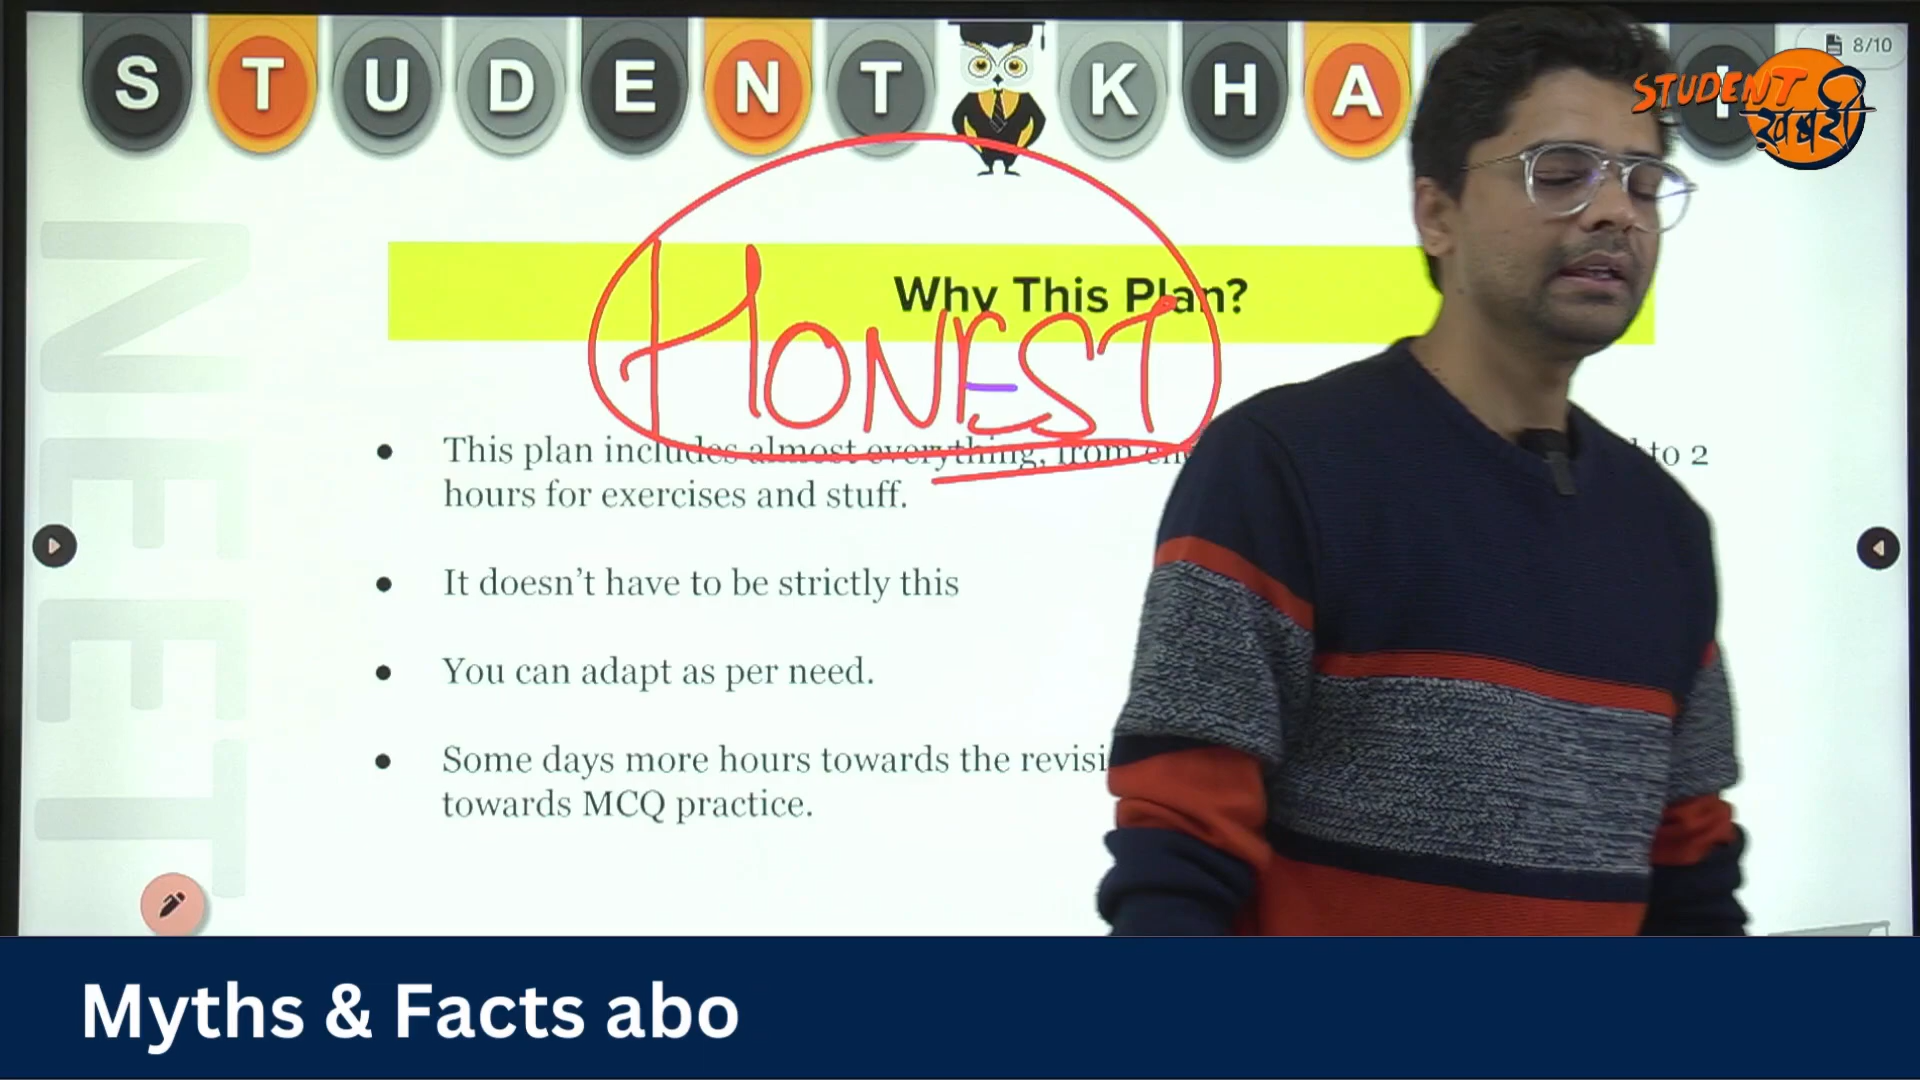 STUDENT KHA
8/10
STUDENT
ख़बरी
Why This Plan?
HONEST
This plan includes almost everything, from to 2
hours for exercises and stuff.
It doesn't have to be strictly this
You can adapt as per need.
Some days more hours towards the revisi
towards MCQ practice.
NEET
Myths & Facts abo